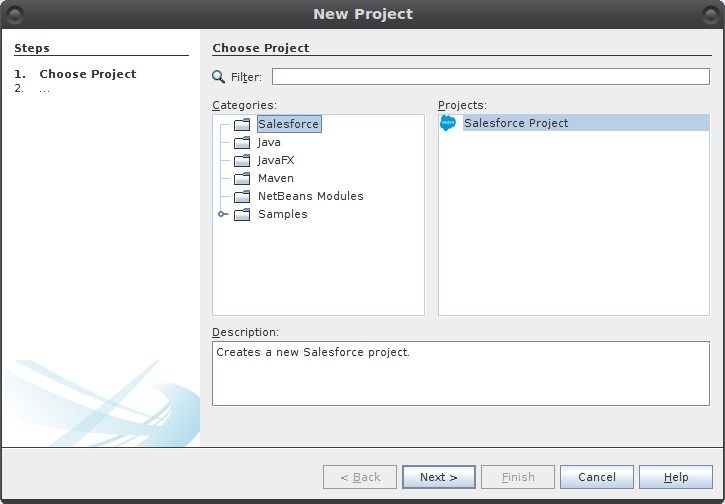 New Project
Steps
1. Choose Project
2. ...
Choose Project
Filter:
Categories:
Salesforce
Java
JavaFX
Maven
NetBeans Modules
Samples
Projects:
Salesforce Project
Description:
Creates a new Salesforce project.
< Back
Next >
Finish
Cancel
Help